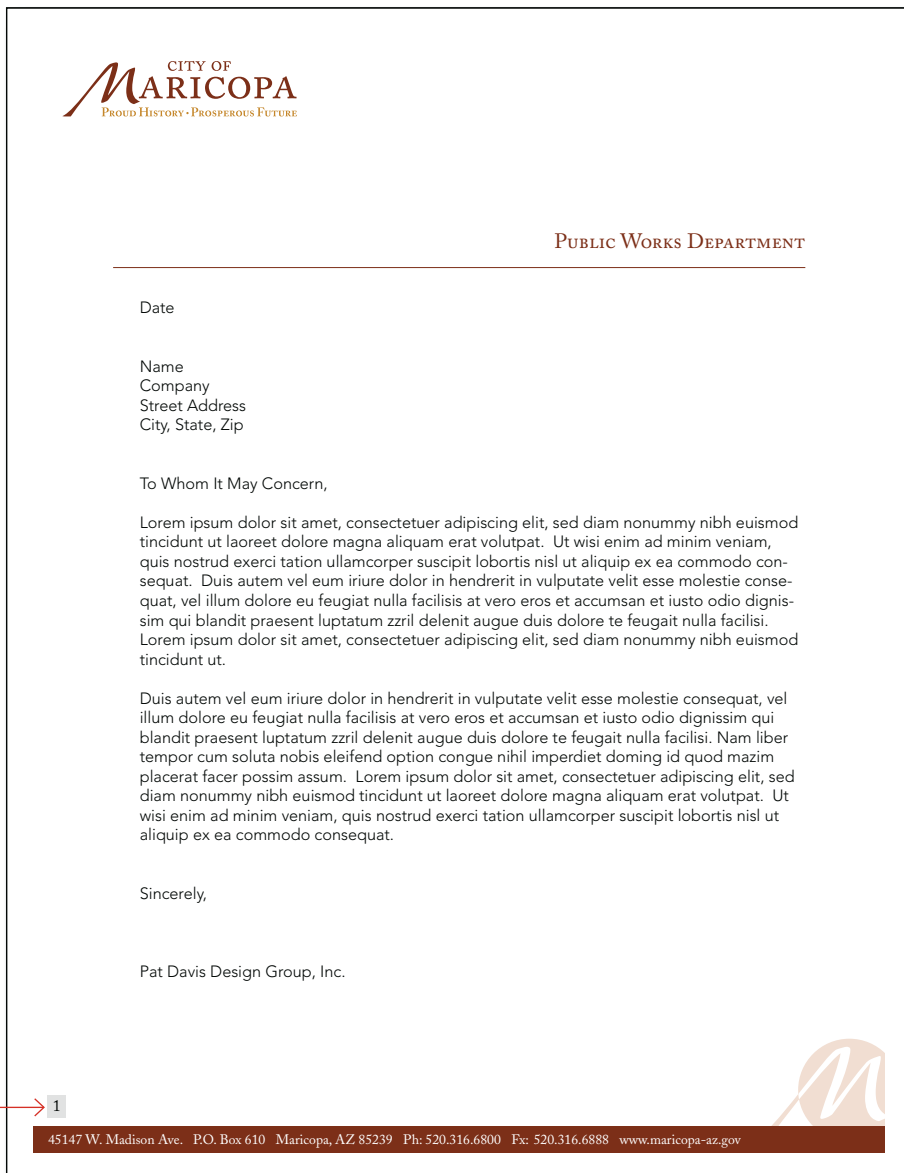 CITY OF
MARICOPA
PROUD HISTORY • PROSPEROUS FUTURE
PUBLIC WORKS DEPARTMENT
Date
Name
Company
Street Address
City, State, Zip
To Whom It May Concern,
Lorem ipsum dolor sit amet, consectetuer adipiscing elit, sed diam nonummy nibh euismod
tincidunt ut laoreet dolore magna aliquam erat volutpat.  Ut wisi enim ad minim veniam,
quis nostrud exerci tation ullamcorper suscipit lobortis nisl ut aliquip ex ea commodo con-
sequat.  Duis autem vel eum iriure dolor in hendrerit in vulputate velit esse molestie conse-
quat, vel illum dolore eu feugiat nulla facilisis at vero eros et accumsan et iusto odio dignis-
sim qui blandit praesent luptatum zzril delenit augue duis dolore te feugait nulla facilisi.
Lorem ipsum dolor sit amet, consectetuer adipiscing elit, sed diam nonummy nibh euismod
tincidunt ut.
Duis autem vel eum iriure dolor in hendrerit in vulputate velit esse molestie consequat, vel
illum dolore eu feugiat nulla facilisis at vero eros et accumsan et iusto odio dignissim qui
blandit praesent luptatum zzril delenit augue duis dolore te feugait nulla facilisi. Nam liber
tempor cum soluta nobis eleifend option congue nihil imperdiet doming id quod mazim
placerat facer possim assum.  Lorem ipsum dolor sit amet, consectetuer adipiscing elit, sed
diam nonummy nibh euismod tincidunt ut laoreet dolore magna aliquam erat volutpat.  Ut
wisi enim ad minim veniam, quis nostrud exerci tation ullamcorper suscipit lobortis nisl ut
aliquip ex ea commodo consequat.
Sincerely,
Pat Davis Design Group, Inc.
M
1
45147 W. Madison Ave.   P.O. Box 610   Maricopa, AZ 85239   Ph: 520.316.6800   Fx:  520.316.6888   www.maricopa-az.gov